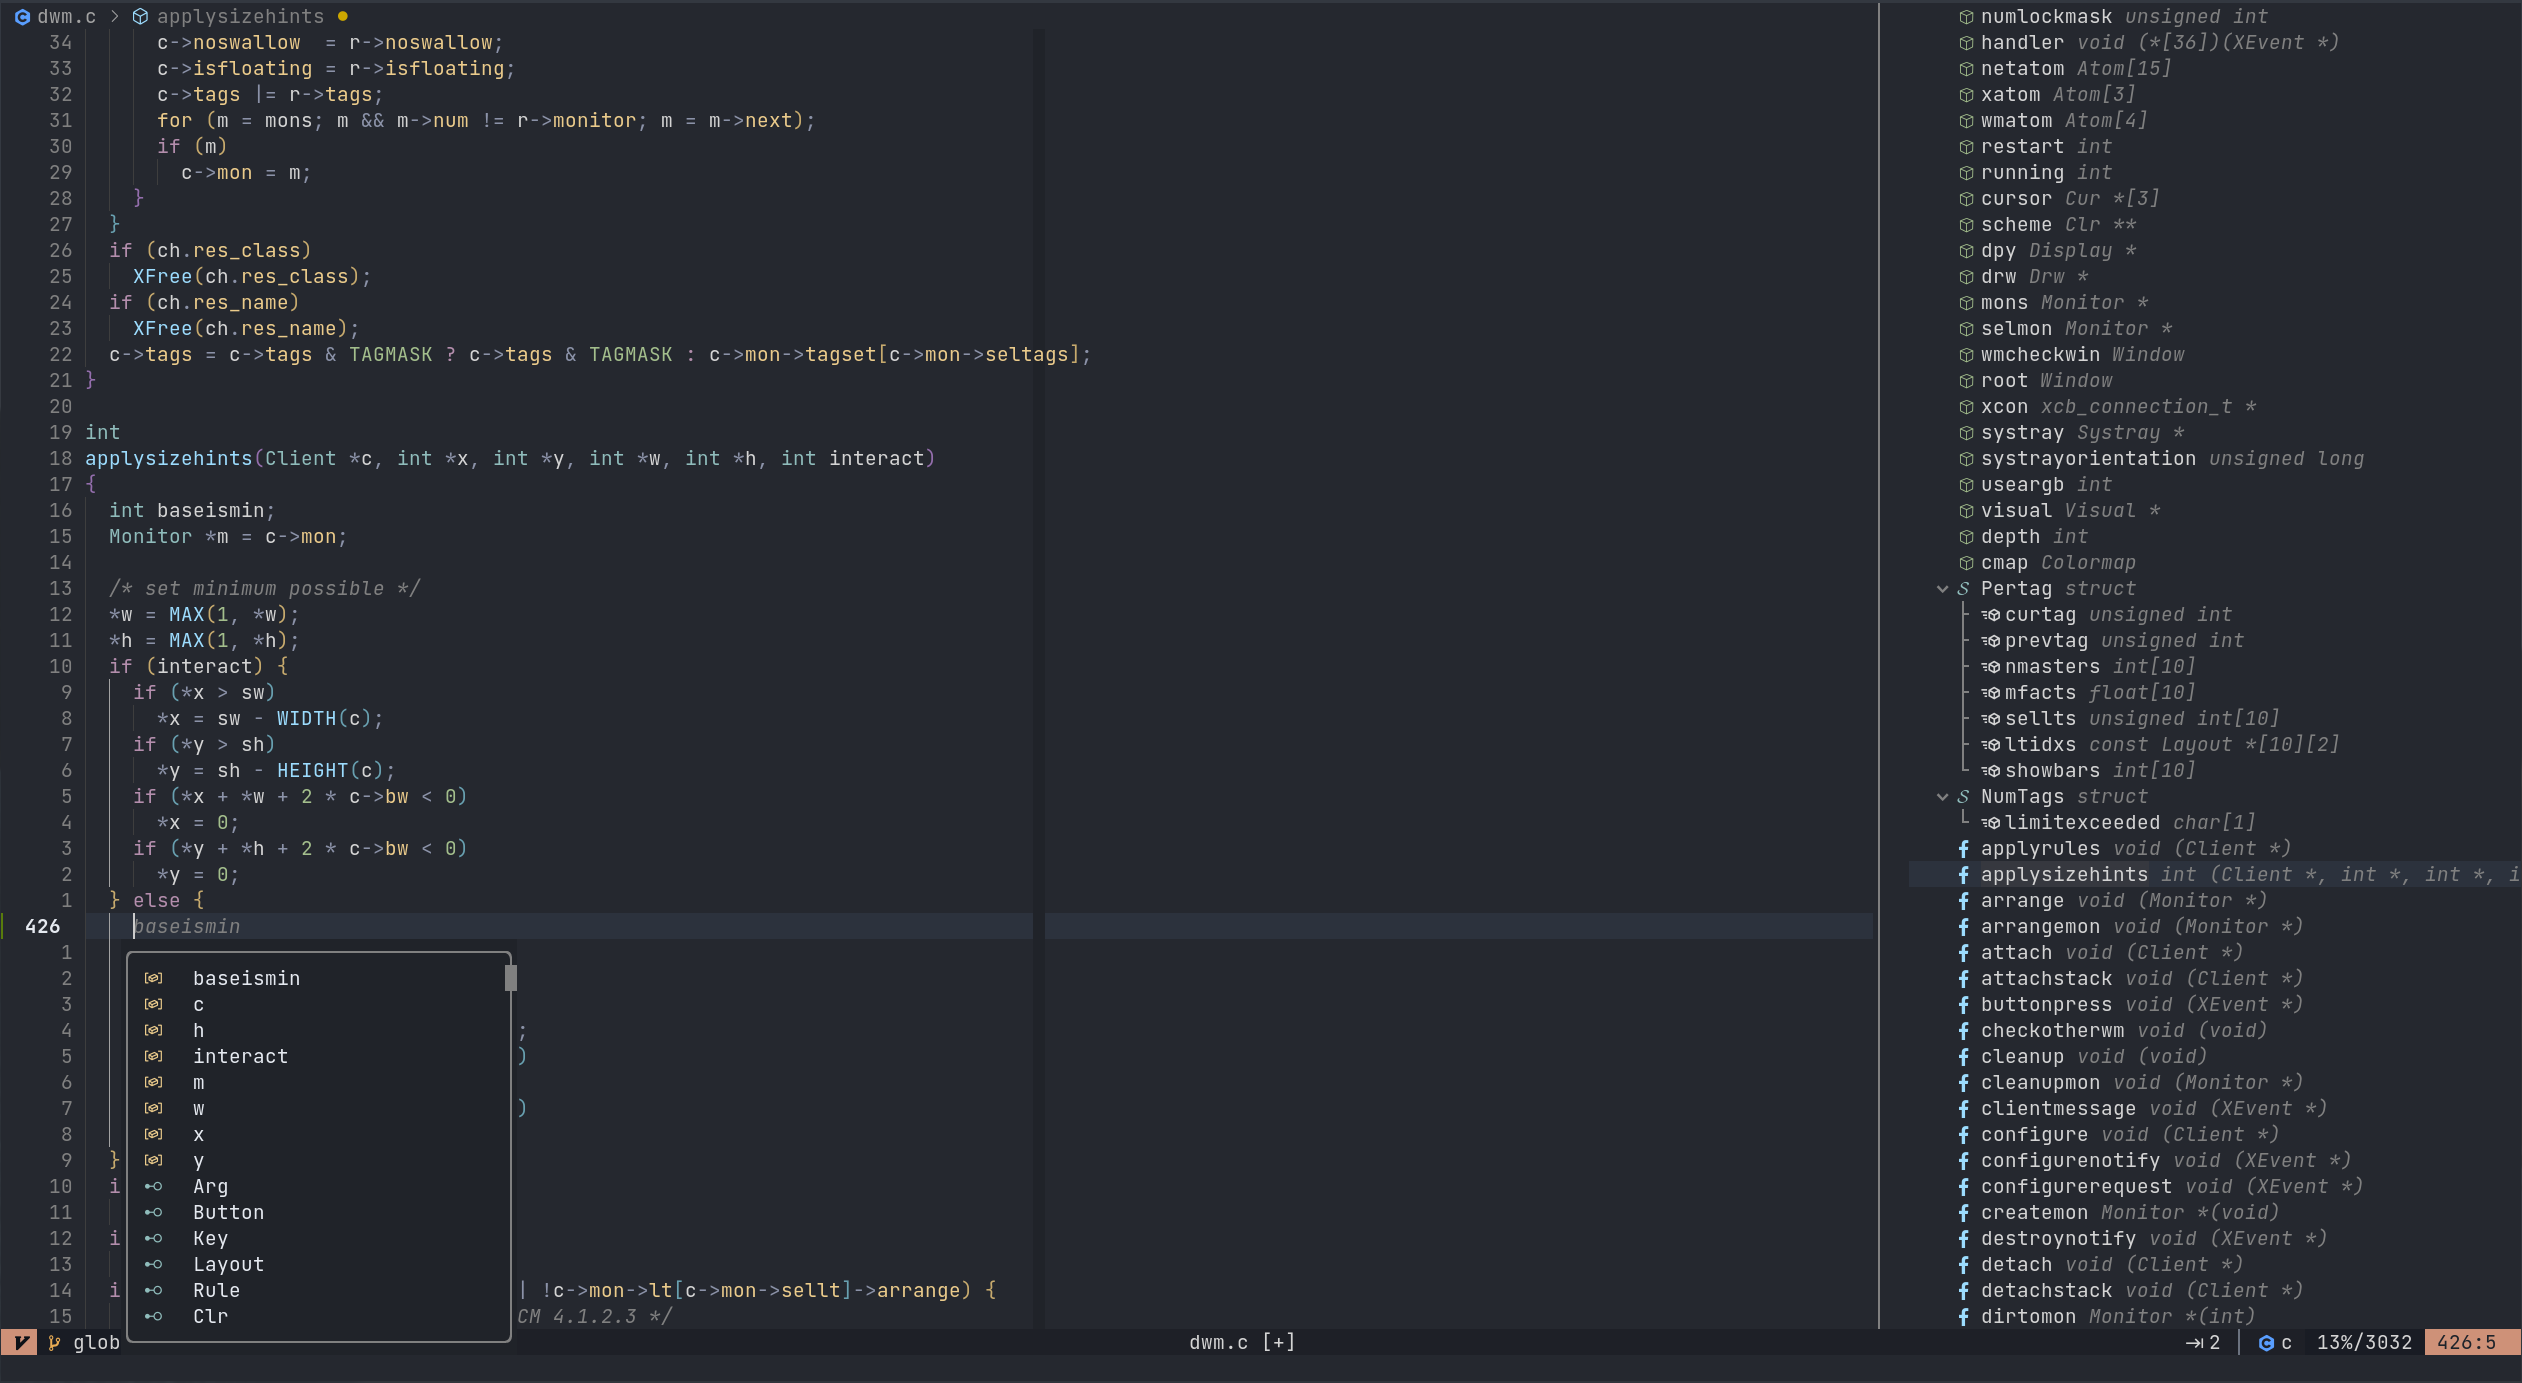 dwm.c > applysizehints ●
34 c->noswallow  = r->noswallow;
33 c->isfloating = r->isfloating;
32 c->tags |= r->tags;
31 for (m = mons; m && m->num != r->monitor; m = m->next);
30 if (m)
29 c->mon = m;
28 }
27 }
26 if (ch.res_class)
25 XFree(ch.res_class);
24 if (ch.res_name)
23 XFree(ch.res_name);
22 c->tags = c->tags & TAGMASK ? c->tags & TAGMASK : c->mon->tagset[c->mon->seltags];
21 }
20
19 int
18 applysizehints(Client *c, int *x, int *y, int *w, int *h, int interact)
17 {
16 int baseismin;
15 Monitor *m = c->mon;
14
13 /* set minimum possible */
12 *w = MAX(1, *w);
11 *h = MAX(1, *h);
10 if (interact) {
9 if (*x > sw)
8 *x = sw - WIDTH(c);
7 if (*y > sh)
6 *y = sh - HEIGHT(c);
5 if (*x + *w + 2 * c->bw < 0)
4 *x = 0;
3 if (*y + *h + 2 * c->bw < 0)
2 *y = 0;
1 } else {
426 baseismin
1
2 baseismin
3 c
4 h ;
5 interact )
6 m
7 w )
8 x
9 } y
10 i Arg
11 Button
12 i Key
13 Layout
14 i Rule | !c->mon->lt[c->mon->sellt]->arrange) {
15 Clr CM 4.1.2.3 */
glob
dwm.c [+]
2 | c 13%/3032 426:5
numlockmask unsigned int
handler void (*[36])(XEvent *)
netatom Atom[15]
xatom Atom[3]
wmatom Atom[4]
restart int
running int
cursor Cur *[3]
scheme Clr **
dpy Display *
drw Drw *
mons Monitor *
selmon Monitor *
wmcheckwin Window
root Window
xcon xcb_connection_t *
systray Systray *
systrayorientation unsigned long
useargb int
visual Visual *
depth int
cmap Colormap
Pertag struct
curtag unsigned int
prevtag unsigned int
nmasters int[10]
mfacts float[10]
sellts unsigned int[10]
ltidxs const Layout *[10][2]
showbars int[10]
NumTags struct
limitexceeded char[1]
applyrules void (Client *)
applysizehints int (Client *, int *, int *, i
arrange void (Monitor *)
arrangemon void (Monitor *)
attach void (Client *)
attachstack void (Client *)
buttonpress void (XEvent *)
checkotherwm void (void)
cleanup void (void)
cleanupmon void (Monitor *)
clientmessage void (XEvent *)
configure void (Client *)
configurenotify void (XEvent *)
configurerequest void (XEvent *)
createmon Monitor *(void)
destroynotify void (XEvent *)
detach void (Client *)
detachstack void (Client *)
dirtomon Monitor *(int)